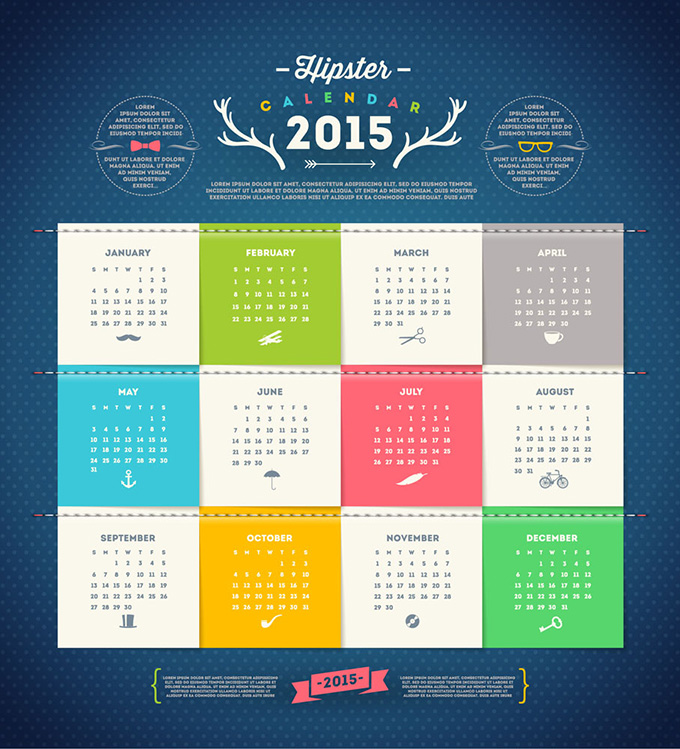 – Hipster –
CALENDAR
2015
LOREM
IPSUM DOLOR SIT
AMET, CONSECTETUR
ADIPISICING ELIT, SED DO
EIUSMOD TEMPOR INCIDI
DUNT UT LABORE ET DOLORE
MAGNA ALIQUA. UT ENIM
AD MINIM VENIAM,
QUIS NOSTRUD
EXERCI...
LOREM
IPSUM DOLOR SIT
AMET, CONSECTETUR
ADIPISICING ELIT, SED DO
EIUSMOD TEMPOR INCIDI
DUNT UT LABORE ET DOLORE
MAGNA ALIQUA. UT ENIM
AD MINIM VENIAM,
QUIS NOSTRUD
EXERCI...
LOREM IPSUM DOLOR SIT AMET, CONSECTETUR ADIPISICING ELIT, SED DO EIUSMOD TEMPOR
INCIDIDUNT UT LABORE ET DOLORE MAGNA ALIQUA. UT ENIM AD MINIM VENIAM, QUIS NOSTRUD
EXERCITATION ULLAMCO LABORIS NISI UT ALIQUIP EX EA COMMODO CONSEQUAT. DUIS AUTE
JANUARY
S M T W T F S
1 2 3
4 5 6 7 8 9 10
11 12 13 14 15 16 17
18 19 20 21 22 23 24
25 26 27 28 29 30 31
FEBRUARY
S M T W T F S
1 2 3 4 5 6 7
8 9 10 11 12 13 14
15 16 17 18 19 20 21
22 23 24 25 26 27 28
MARCH
S M T W T F S
1 2 3 4 5 6 7
8 9 10 11 12 13 14
15 16 17 18 19 20 21
22 23 24 25 26 27 28
29 30 31
APRIL
S M T W T F S
1 2 3 4
5 6 7 8 9 10 11
12 13 14 15 16 17 18
19 20 21 22 23 24 25
26 27 28 29 30
MAY
S M T W T F S
1 2
3 4 5 6 7 8 9
10 11 12 13 14 15 16
17 18 19 20 21 22 23
24 25 26 27 28 29 30
31
JUNE
S M T W T F S
1 2 3 4 5 6
7 8 9 10 11 12 13
14 15 16 17 18 19 20
21 22 23 24 25 26 27
28 29 30
JULY
S M T W T F S
1 2 3 4
5 6 7 8 9 10 11
12 13 14 15 16 17 18
19 20 21 22 23 24 25
26 27 28 29 30 31
AUGUST
S M T W T F S
1
2 3 4 5 6 7 8
9 10 11 12 13 14 15
16 17 18 19 20 21 22
23 24 25 26 27 28 29
30 31
SEPTEMBER
S M T W T F S
1 2 3 4 5
6 7 8 9 10 11 12
13 14 15 16 17 18 19
20 21 22 23 24 25 26
27 28 29 30
OCTOBER
S M T W T F S
1 2 3
4 5 6 7 8 9 10
11 12 13 14 15 16 17
18 19 20 21 22 23 24
25 26 27 28 29 30 31
NOVEMBER
S M T W T F S
1 2 3 4 5 6 7
8 9 10 11 12 13 14
15 16 17 18 19 20 21
22 23 24 25 26 27 28
29 30
DECEMBER
S M T W T F S
1 2 3 4 5
6 7 8 9 10 11 12
13 14 15 16 17 18 19
20 21 22 23 24 25 26
27 28 29 30 31
LOREM IPSUM DOLOR SIT AMET, CONSECTETUR
-2015-
LOREM IPSUM DOLOR SIT AMET, CONSECTETUR